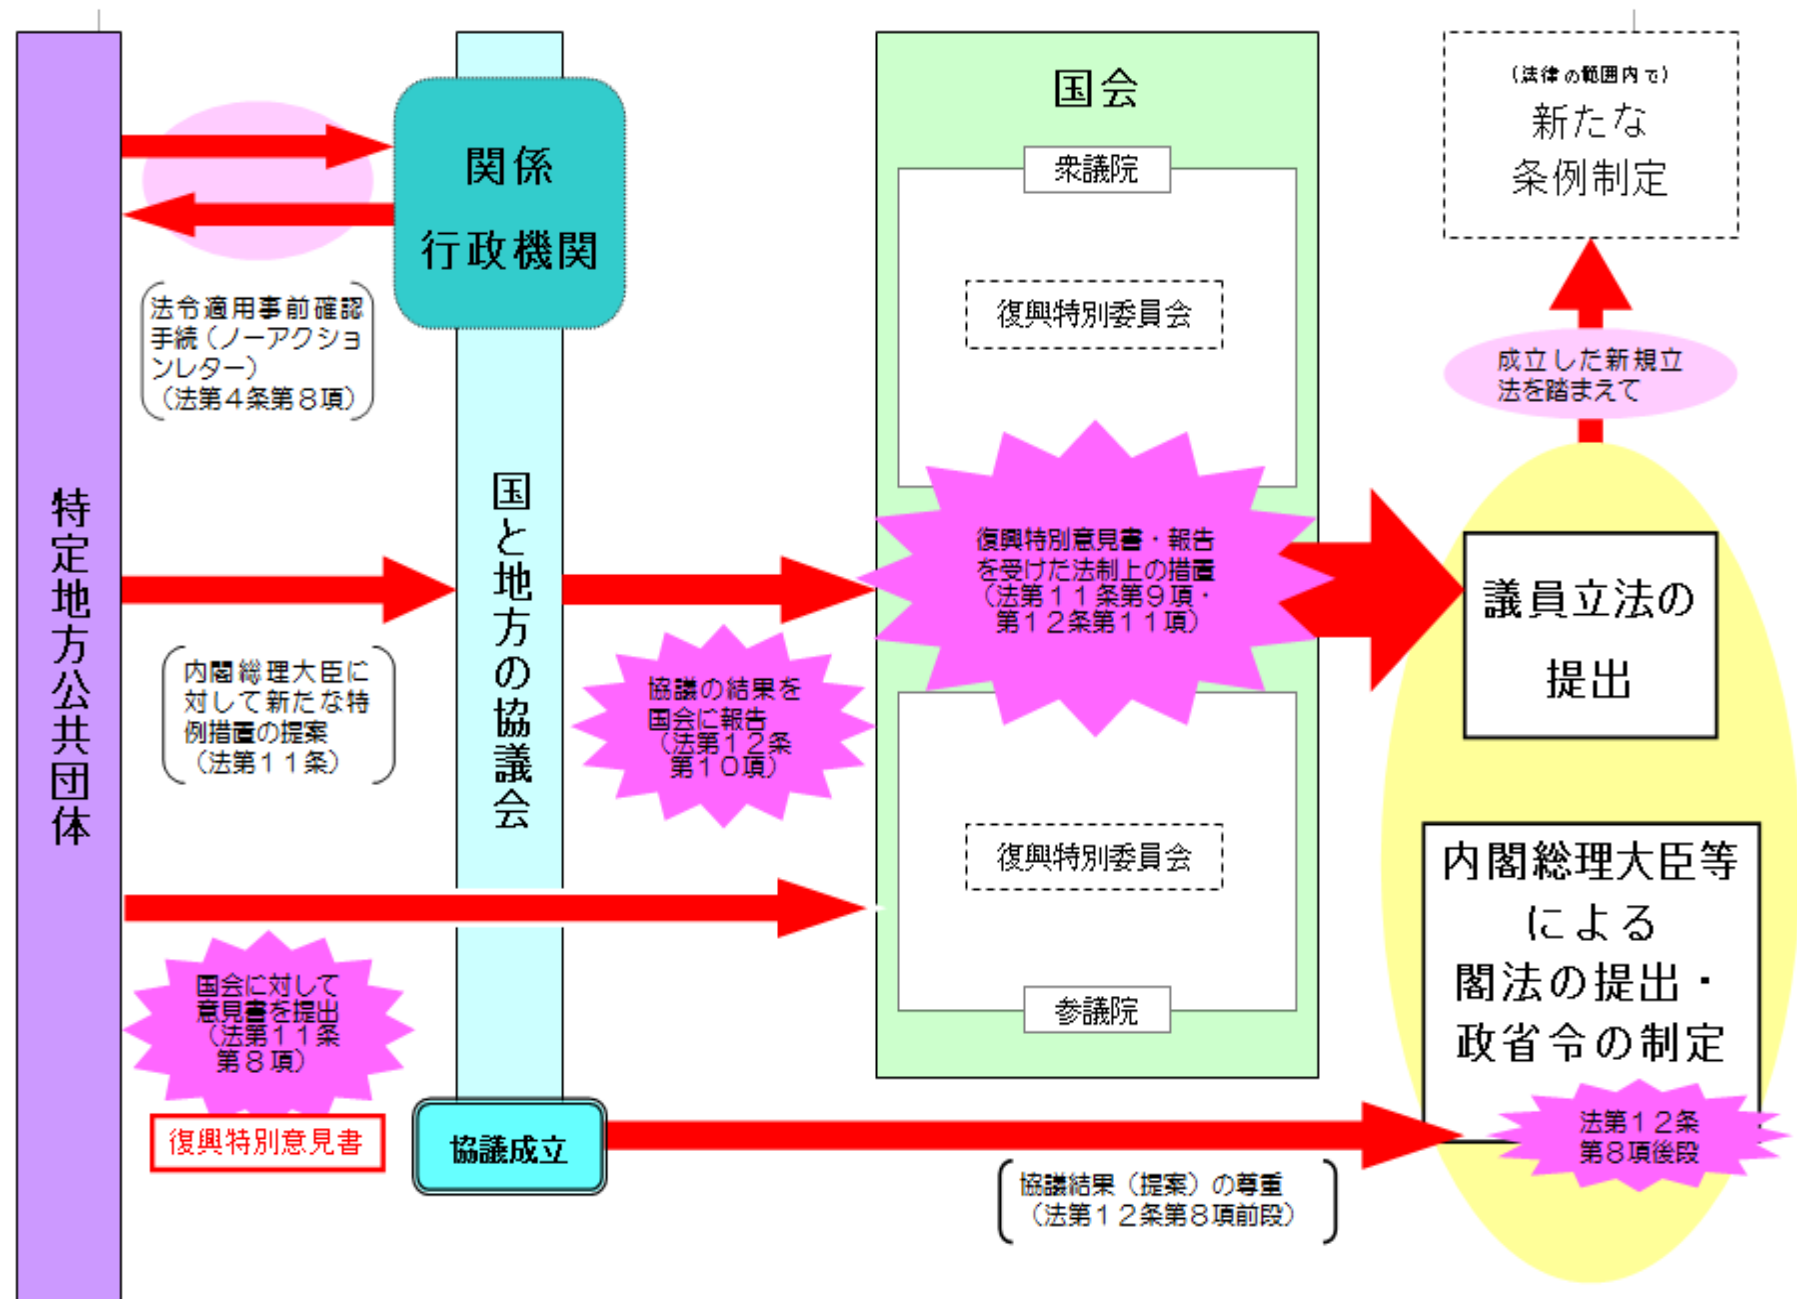 特定地方公共団体
関係
行政機関
法令適用事前確認
手続（ノーアクショ
ンレター）
（法第４条第８項）
国と地方の協議会
内閣総理大臣に
対して新たな特
例措置の提案
（法第１１条）
協議の結果を
国会に報告
（法第１２条
第１０項）
国会に対して
意見書を提出
（法第１１条
第８項）
復興特別意見書
協議成立
協議結果（提案）の尊重
（法第１２条第８項前段）
国会
衆議院
復興特別委員会
復興特別意見書・報告
を受けた法制上の措置
（法第１１条第９項・
第１２条第１１項）
復興特別委員会
参議院
（法律の範囲内で）
新たな
条例制定
成立した新規立
法を踏まえて
議員立法の
提出
内閣総理大臣等
による
閣法の提出・
政省令の制定
法第１２条
第８項後段